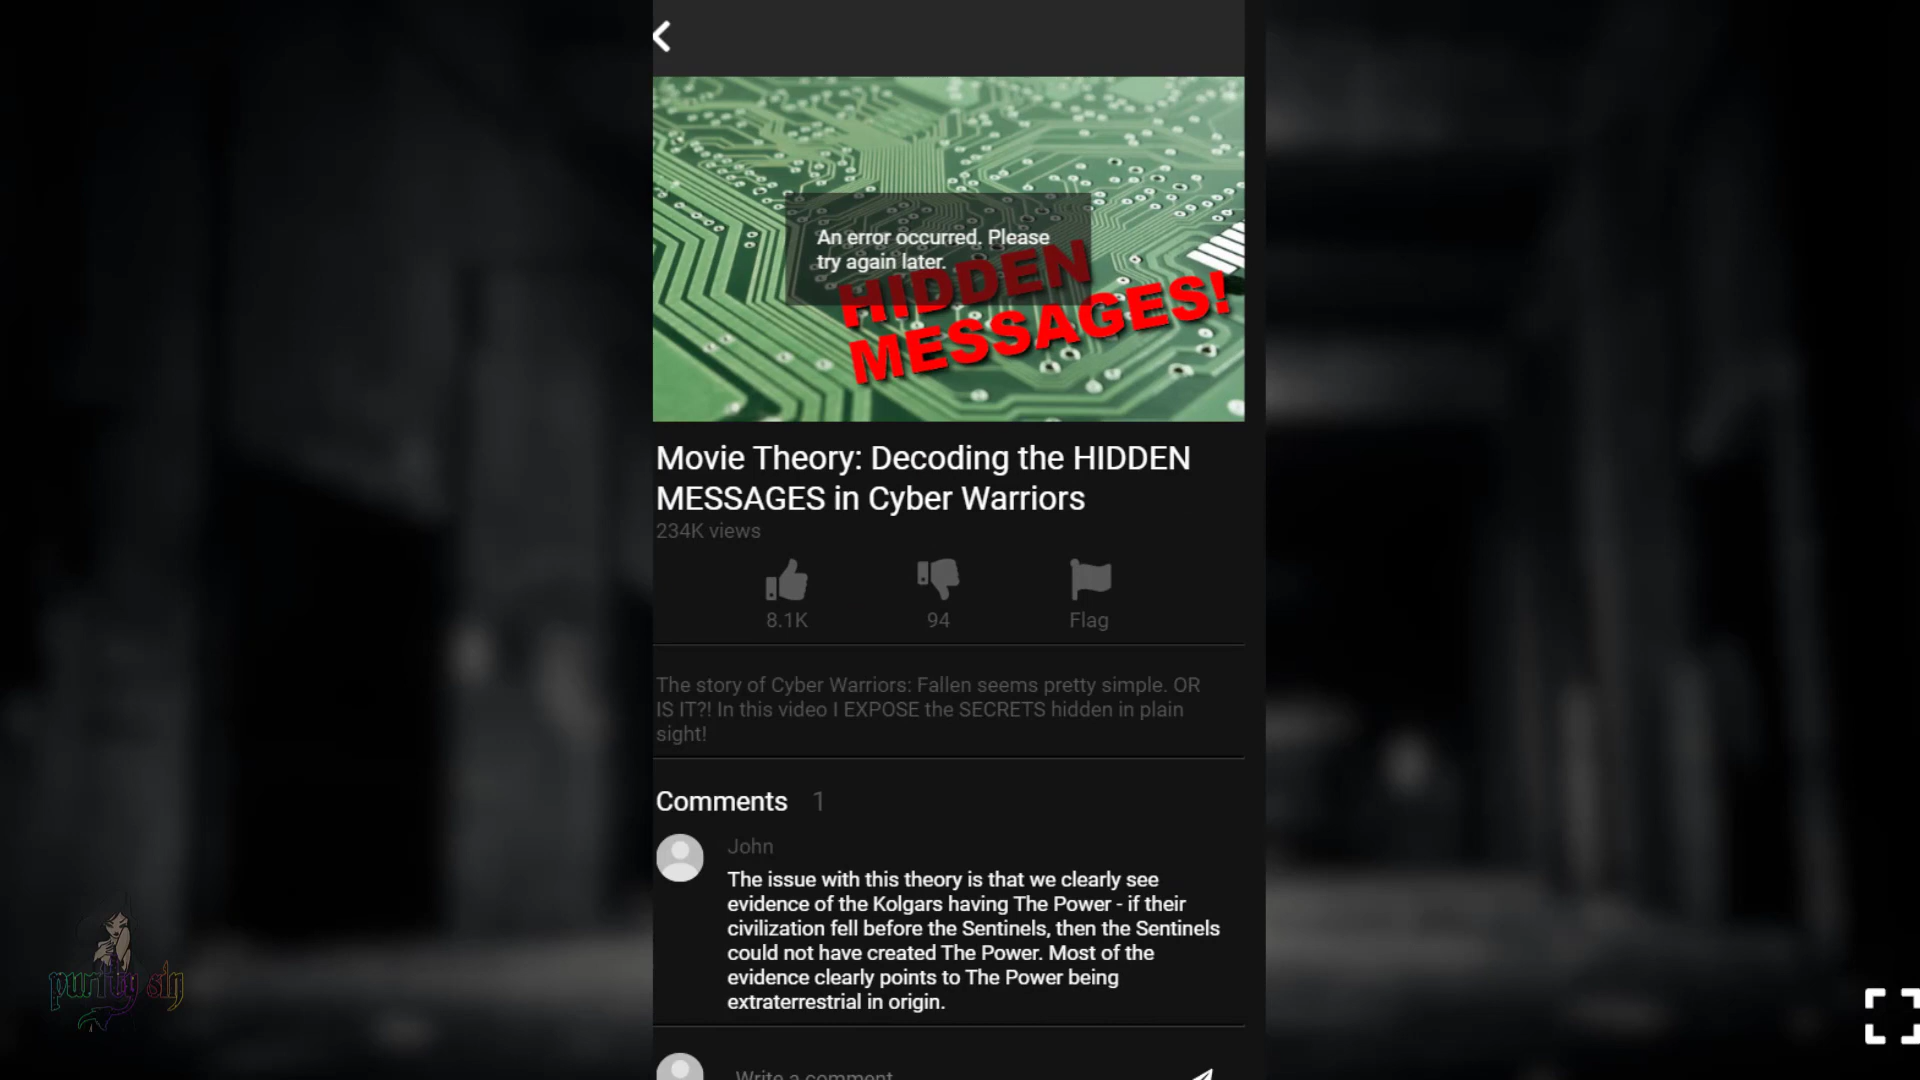 An error occurred. Please
try again later.
HIDDEN
MESSAGES!
Movie Theory: Decoding the HIDDEN
MESSAGES in Cyber Warriors
234K views
8.1K
94
Flag
The story of Cyber Warriors: Fallen seems pretty simple. OR
IS IT?! In this video I EXPOSE the SECRETS hidden in plain
sight!
Comments 1
John
The issue with this theory is that we clearly see
evidence of the Kolgars having The Power - if their
civilization fell before the Sentinels, then the Sentinels
could not have created The Power. Most of the
evidence clearly points to The Power being
extraterrestrial in origin.
Write a comment